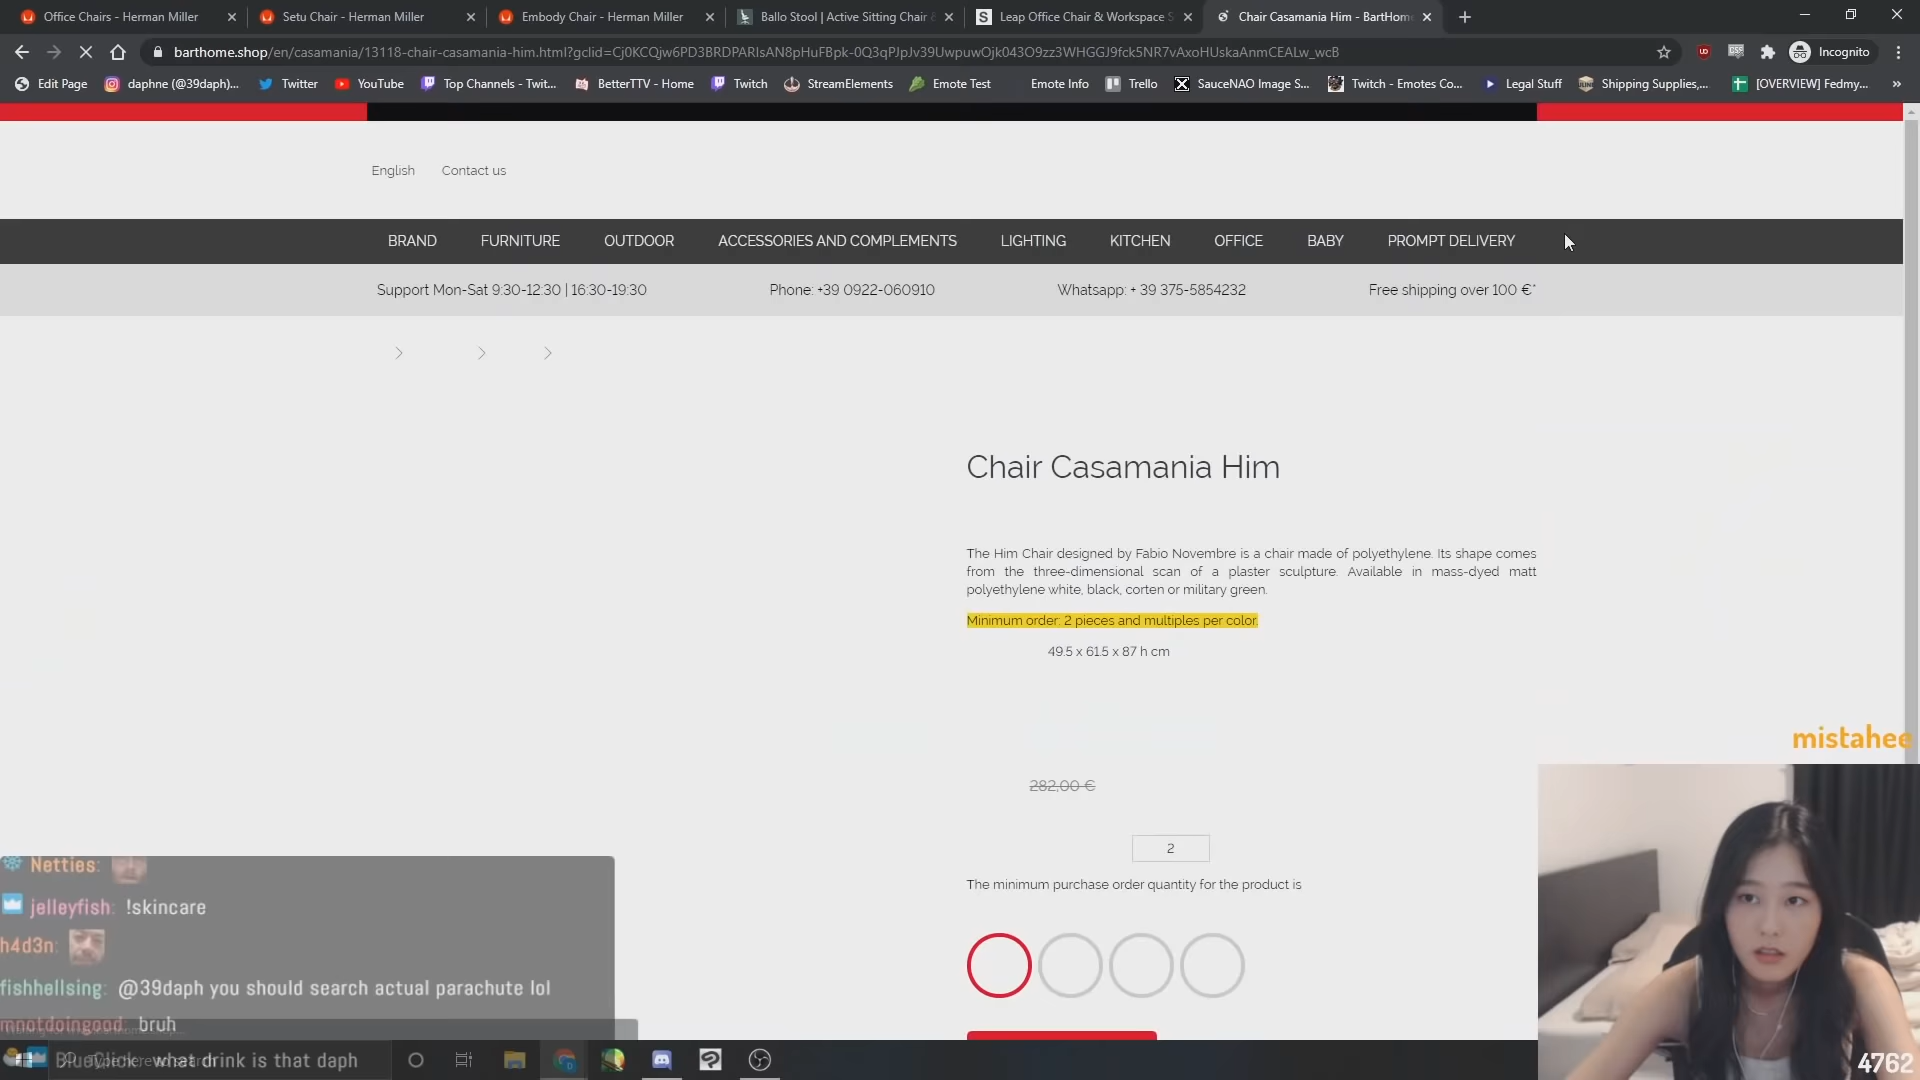 Office Chairs - Herman Miller
Setu Chair - Herman Miller
Embody Chair - Herman Miller
Ballo Stool | Active Sitting Chair
S Leap Office Chair & Workspace S
Chair Casamania Him - BartHom
barthome.shop/en/casamania/13118-chair-casamania-him.html?gclid=Cj0KCQjw6PD3BRDPARIsAN8pHuFBpk-0Q3qPJpJv39UwpuwOjk043O9zz3WHGGJ9fck5NR7vAxoHUskaAnmCEALw_wcB
Incognito
Edit Page
daphne (@39daph)...
Twitter
YouTube
Top Channels - Twit...
BetterTTV - Home
Twitch
StreamElements
Emote Test
Emote Info
Trello
SauceNAO Image S...
Twitch - Emotes Co...
Legal Stuff
Shipping Supplies,...
[OVERVIEW] Fedmy...
English
Contact us
BRAND
FURNITURE
OUTDOOR
ACCESSORIES AND COMPLEMENTS
LIGHTING
KITCHEN
OFFICE
BABY
PROMPT DELIVERY
Support Mon-Sat 9:30-12:30 | 16:30-19:30
Phone: +39 0922-060910
Whatsapp: + 39 375-5854232
Free shipping over 100 €*
Chair Casamania Him
The Him Chair designed by Fabio Novembre is a chair made of polyethylene. Its shape comes
from the three-dimensional scan of a plaster sculpture. Available in mass-dyed matt
polyethylene white, black, corten or military green.
Minimum order: 2 pieces and multiples per color.
49.5 x 61.5 x 87 h cm
282,00 €
2
The minimum purchase order quantity for the product is
mistahee
Netties:
jelleyfish: !skincare
h4d3n:
fishhellsing: @39daph you should search actual parachute lol
mnotdoingood: bruh
BlueClick: what drink is that daph
4762